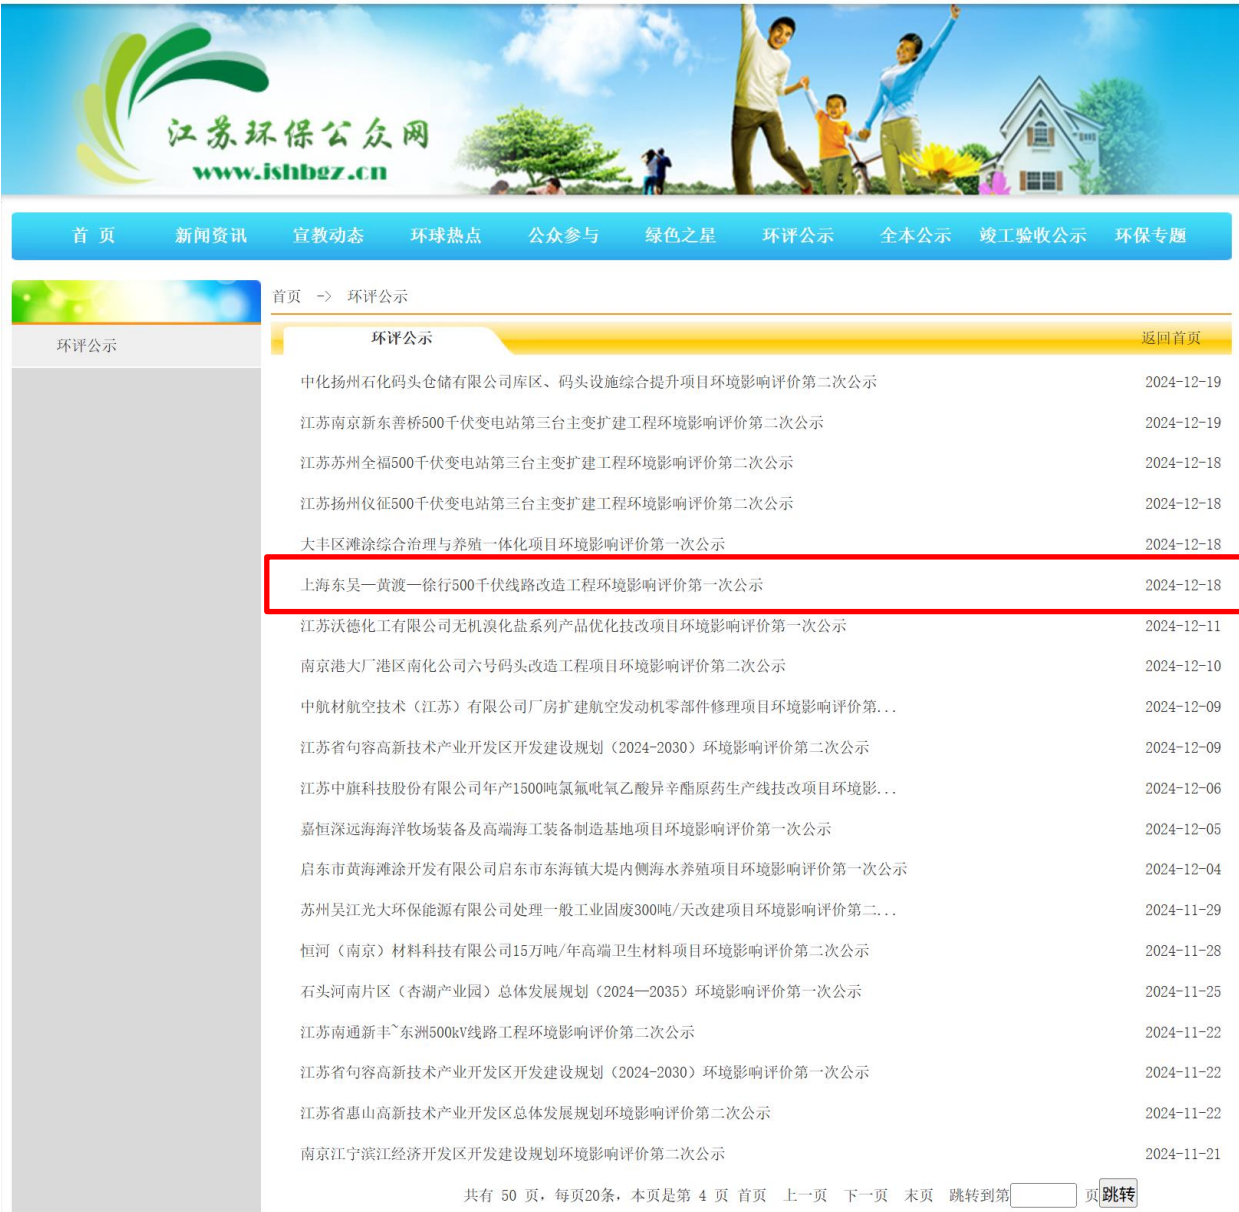 江苏环保公众网
www.jshbgz.cn
首 页 新闻资讯 宣教动态 环球热点 公众参与 绿色之星 环评公示 全本公示 竣工验收公示 环保专题
首页 -> 环评公示
环评公示
环评公示 返回首页
中化扬州石化码头仓储有限公司库区、码头设施综合提升项目环境影响评价第二次公示 2024-12-19
江苏南京新东善桥500千伏变电站第三台主变扩建工程环境影响评价第二次公示 2024-12-19
江苏苏州全福500千伏变电站第三台主变扩建工程环境影响评价第二次公示 2024-12-18
江苏扬州仪征500千伏变电站第三台主变扩建工程环境影响评价第二次公示 2024-12-18
大丰区滩涂综合治理与养殖一体化项目环境影响评价第一次公示 2024-12-18
上海东吴—黄渡—徐行500千伏线路改造工程环境影响评价第一次公示 2024-12-18
江苏沃德化工有限公司无机溴化盐系列产品优化技改项目环境影响评价第一次公示 2024-12-11
南京港大厂港区南化公司六号码头改造工程项目环境影响评价第二次公示 2024-12-10
中航材航空技术（江苏）有限公司厂房扩建航空发动机零部件修理项目环境影响评价第... 2024-12-09
江苏省句容高新技术产业开发区开发建设规划（2024-2030）环境影响评价第二次公示 2024-12-09
江苏中旗科技股份有限公司年产1500吨氯氟吡氧乙酸异辛酯原药生产线技改项目环境影... 2024-12-06
嘉恒深远海海洋牧场装备及高端海工装备制造基地项目环境影响评价第一次公示 2024-12-05
启东市黄海滩涂开发有限公司启东市东海镇大堤内侧海水养殖项目环境影响评价第一次公示 2024-12-04
苏州吴江光大环保能源有限公司处理一般工业固废300吨/天改建项目环境影响评价第二... 2024-11-29
恒河（南京）材料科技有限公司15万吨/年高端卫生材料项目环境影响评价第二次公示 2024-11-28
石头河南片区（杏湖产业园）总体发展规划（2024—2035）环境影响评价第一次公示 2024-11-25
江苏南通新丰~东洲500kV线路工程环境影响评价第二次公示 2024-11-22
江苏省句容高新技术产业开发区开发建设规划（2024-2030）环境影响评价第一次公示 2024-11-22
江苏省惠山高新技术产业开发区总体发展规划环境影响评价第二次公示 2024-11-22
南京江宁滨江经济开发区开发建设规划环境影响评价第二次公示 2024-11-21
共有 50 页，每页20条，本页是第 4 页 首页 上一页 下一页 末页 跳转到第 页 跳转